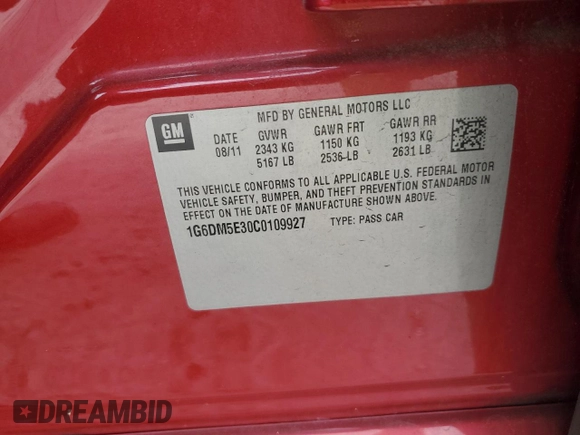 GM
MFD BY GENERAL MOTORS LLC
DATE GVWR GAWR FRT GAWR RR
08/11 2343 KG 1150 KG 1193 KG
5167 LB 2536 LB 2631 LB
THIS VEHICLE CONFORMS TO ALL APPLICABLE U.S. FEDERAL MOTOR
VEHICLE SAFETY, BUMPER, AND THEFT PREVENTION STANDARDS IN
EFFECT ON THE DATE OF MANUFACTURE SHOWN ABOVE.
1G6DM5E30C0109927 TYPE: PASS CAR
DREAMBID